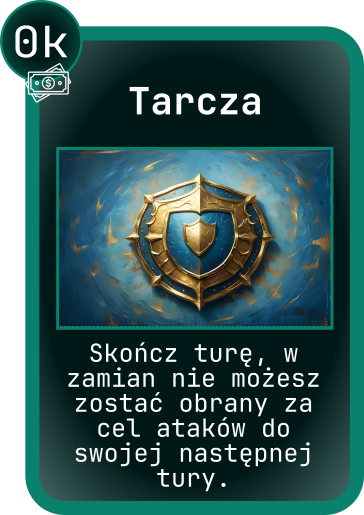 0k
$
Tarcza
Skończ turę, w
zamian nie możesz
zostać obrany za
cel ataków do
swojej następnej
tury.